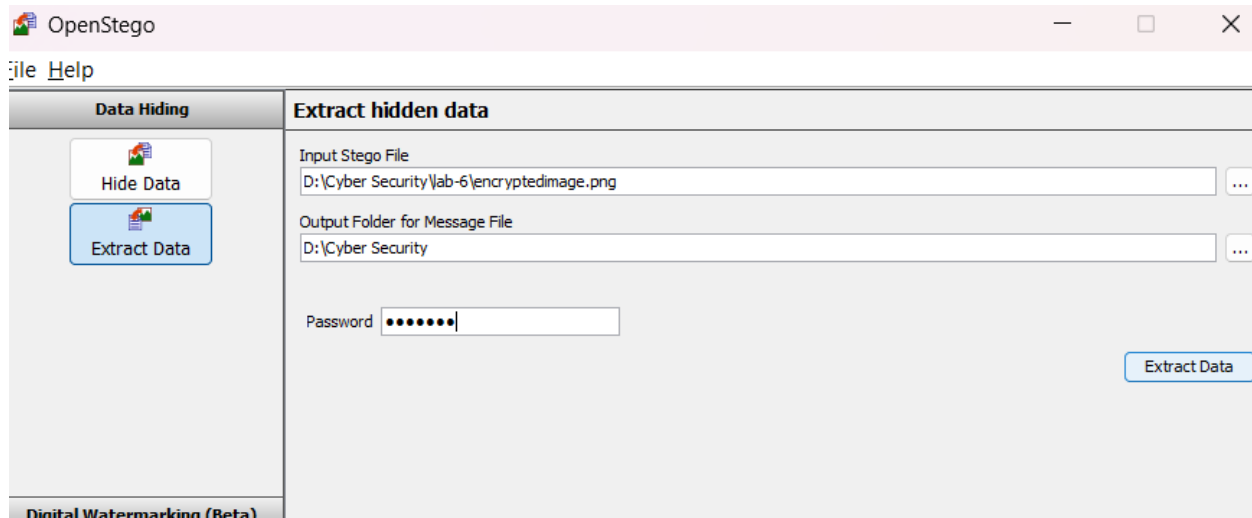 OpenStego
File Help
Data Hiding
Hide Data
Extract Data
Digital Watermarking (Beta)
Extract hidden data
Input Stego File
D:\Cyber Security\lab-6\encryptedimage.png
...
Output Folder for Message File
D:\Cyber Security
...
Password •••••••
Extract Data